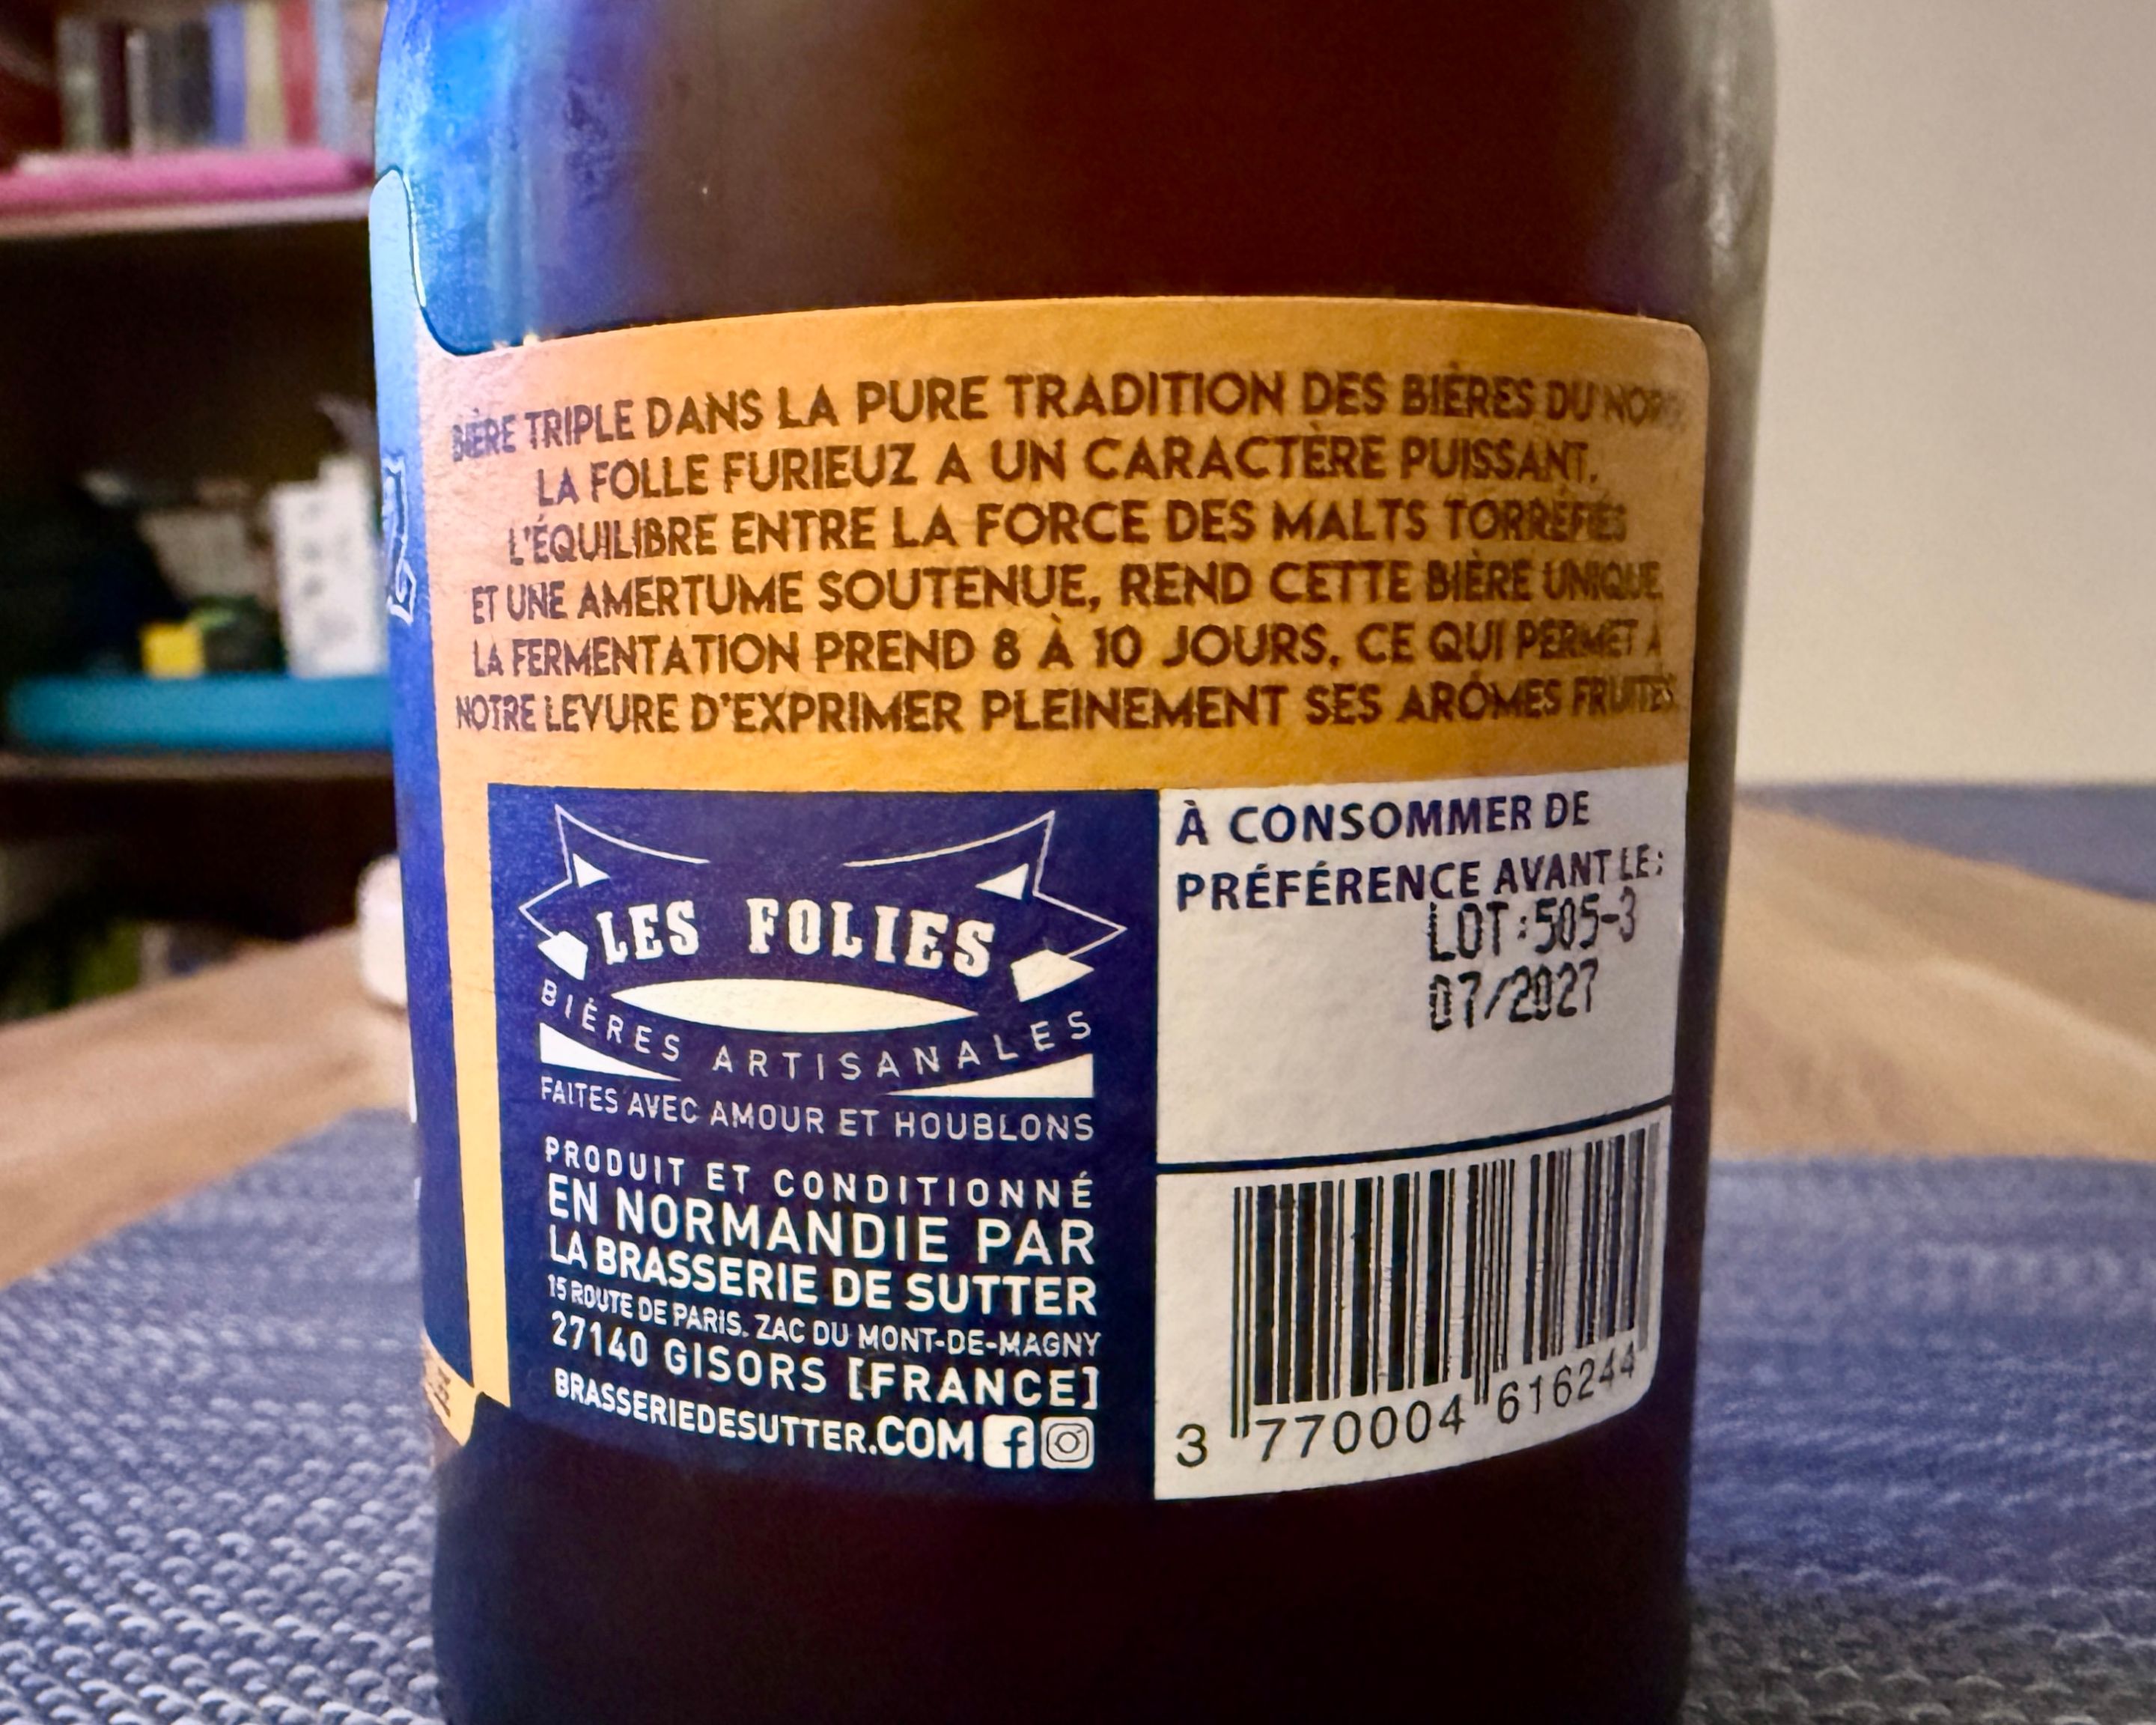 BIÈRE TRIPLE DANS LA PURE TRADITION DES BIÈRES DU
LA FOLLE FURIEUZ A UN CARACTÈRE PUISSANT.
L'ÉQUILIBRE ENTRE LA FORCE DES MALTS TORRÉFIÉS
ET UNE AMERTUME SOUTENUE, REND CETTE BIÈRE UNIQUE.
LA FERMENTATION PREND 8 À 10 JOURS, CE QUI PERMET À
NOTRE LEVURE D'EXPRIMER PLEINEMENT SES ARÔMES FRUITÉS.
LES FOLIES
BIÈRES ARTISANALES
FAITES AVEC AMOUR ET HOUBLONS
PRODUIT ET CONDITIONNÉ
EN NORMANDIE PAR
LA BRASSERIE DE SUTTER
15 ROUTE DE PARIS. ZAC DU MONT-DE-MAGNY
27140 GISORS [FRANCE]
BRASSERIEDESUTTER.COM
À CONSOMMER DE
PRÉFÉRENCE AVANT LE :
LOT:505-3
07/2027
3 770004 616244